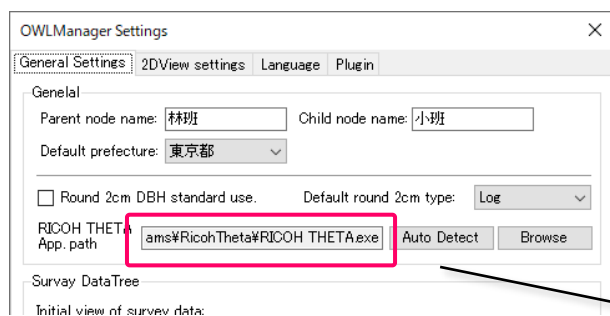 OWLManager Settings
General Settings 2DView settings Language Plugin
Genelal
Parent node name: 林班 Child node name: 小班
Default prefecture: 東京都
Round 2cm DBH standard use. Default round 2cm type: Log
RICOH THETA
App. path
ams¥RicohTheta¥RICOH THETA.exe Auto Detect Browse
Survay DataTree
Initial view of survey data: